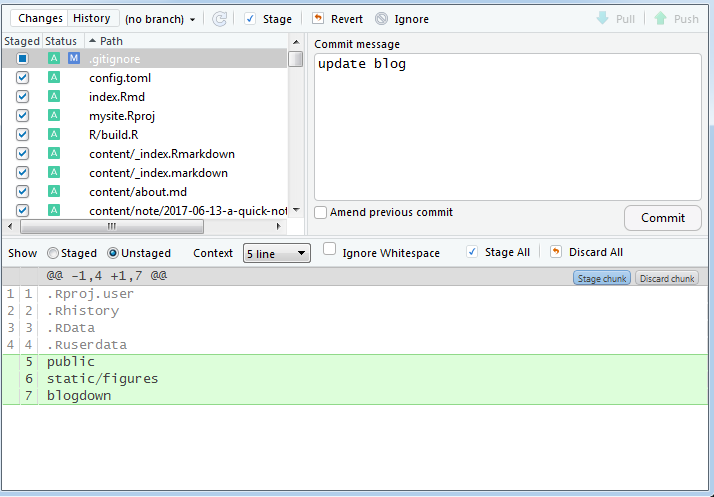 Changes History (no branch) Stage Revert Ignore Pull Push
Staged Status Path
A M .gitignore
A config.toml
A index.Rmd
A mysite.Rproj
A R/build.R
A content/_index.Rmarkdown
A content/_index.markdown
A content/about.md
A content/note/2017-06-13-a-quick-not
Commit message
update blog
Amend previous commit
Commit
Show Staged Unstaged Context 5 line Ignore Whitespace Stage All Discard All
@@ -1,4 +1,7 @@ Stage chunk Discard chunk
1 1 .Rproj.user
2 2 .Rhistory
3 3 .RData
4 4 .Ruserdata
5 public
6 static/figures
7 blogdown